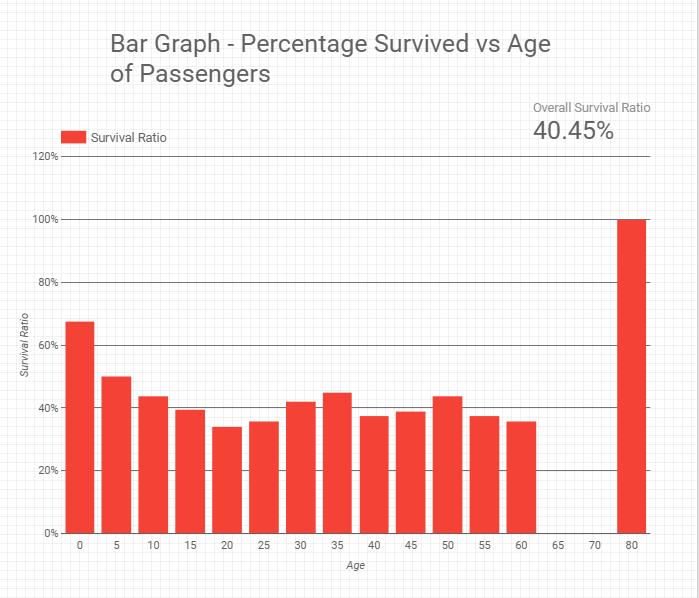 Bar Graph - Percentage Survived vs Age
of Passengers
Overall Survival Ratio
40.45%
Survival Ratio
120%
100%
80%
60%
40%
20%
0%
Survival Ratio
0 5 10 15 20 25 30 35 40 45 50 55 60 65 70 80
Age